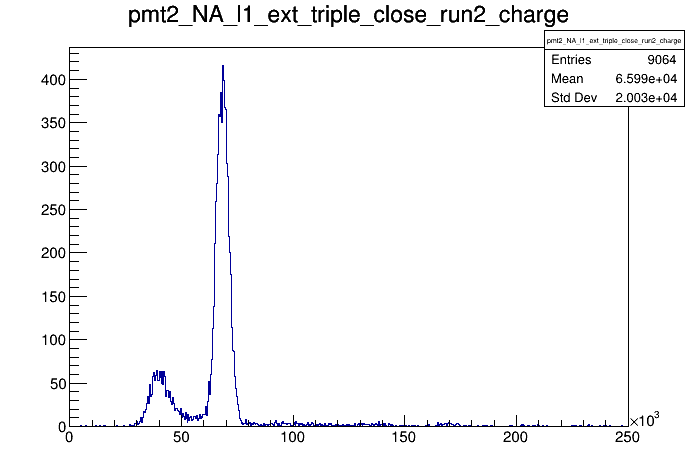 pmt2_NA_l1_ext_triple_close_run2_charge
pmt2_NA_l1_ext_triple_close_run2_charge
Entries 9064
Mean 6.599e+04
Std Dev 2.003e+04
400
350
300
250
200
150
100
50
0
0 50 100 150 200 250
×10³